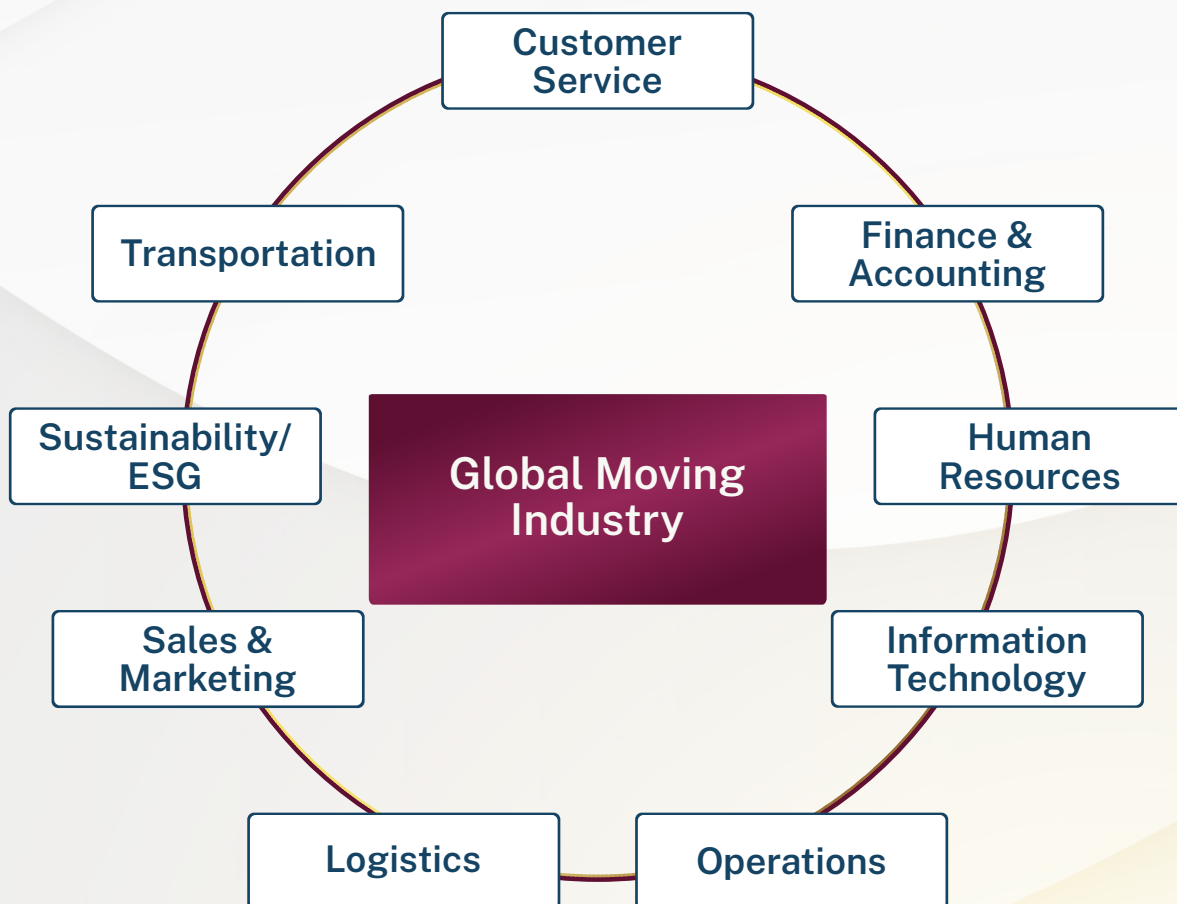 Customer
Service
Transportation
Finance &
Accounting
Sustainability/
ESG
Global Moving
Industry
Human
Resources
Sales &
Marketing
Information
Technology
Logistics
Operations